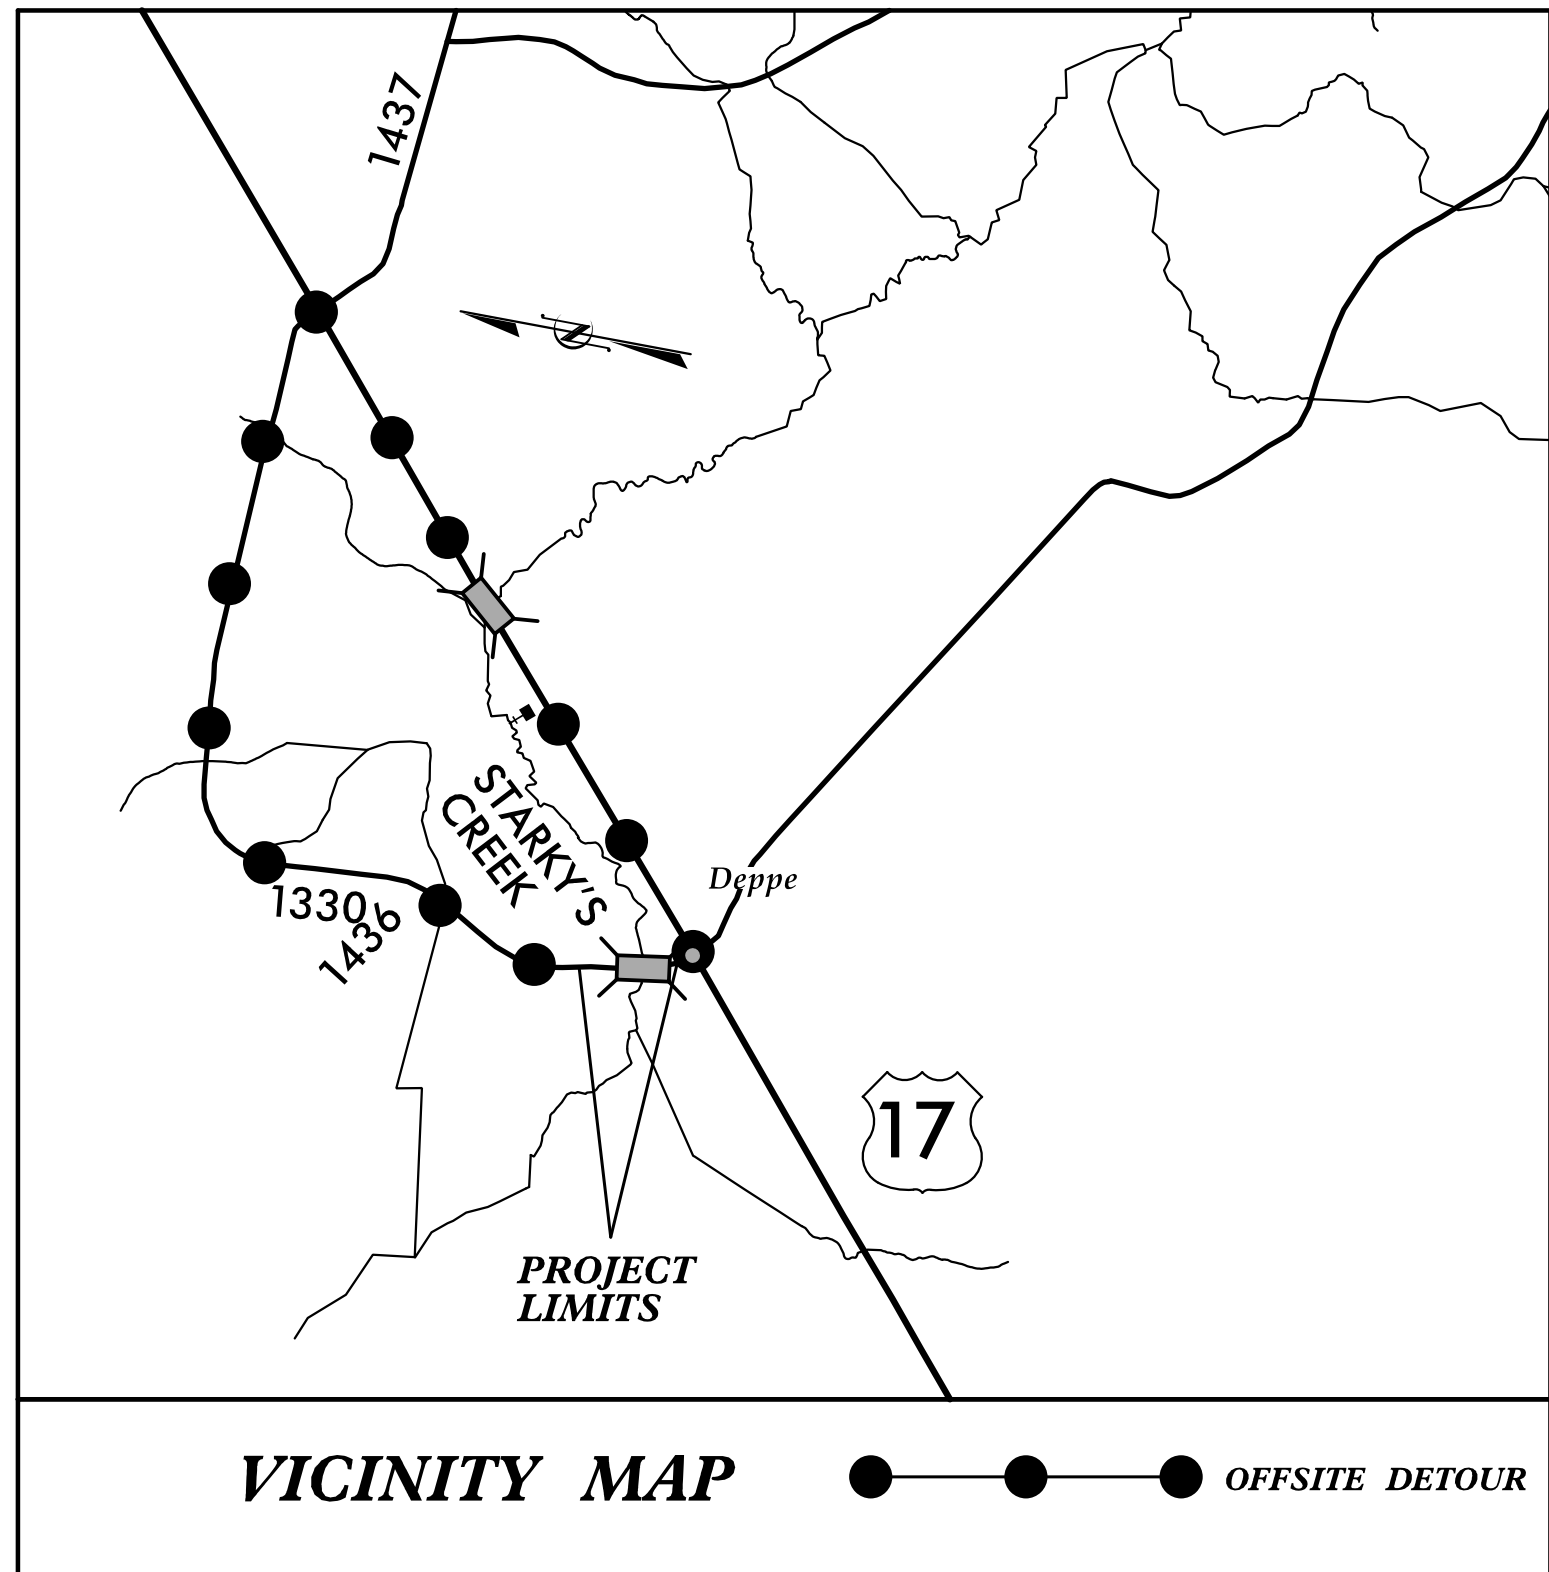 1437
Z
STARKY'S
CREEK
Deppe
1330
1436
17
PROJECT
LIMITS
VICINITY MAP
OFFSITE DETOUR